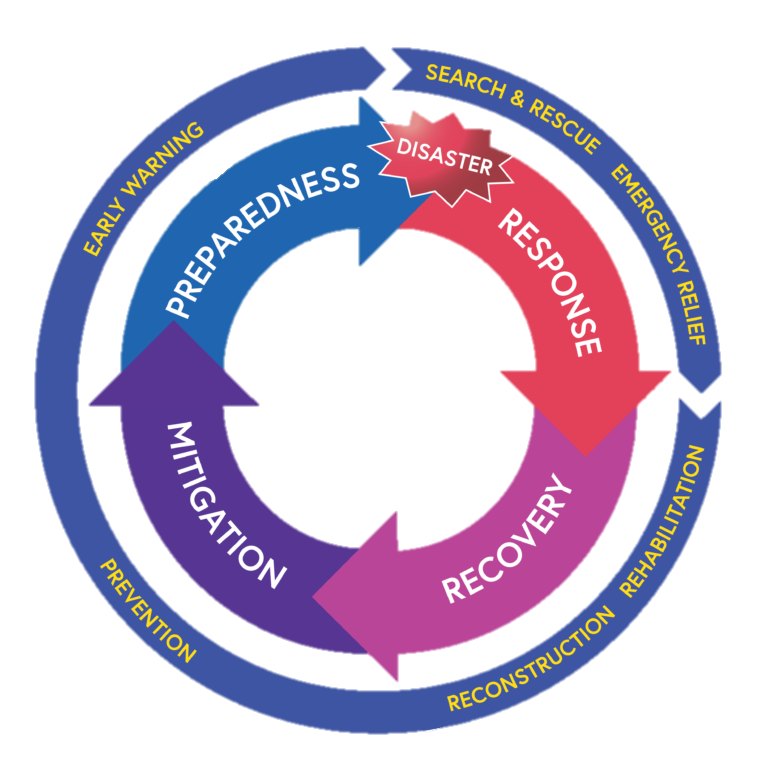 DISASTER
RESPONSE
RECOVERY
MITIGATION
PREPAREDNESS
SEARCH & RESCUE
EMERGENCY RELIEF
REHABILITATION
RECONSTRUCTION
PREVENTION
EARLY WARNING